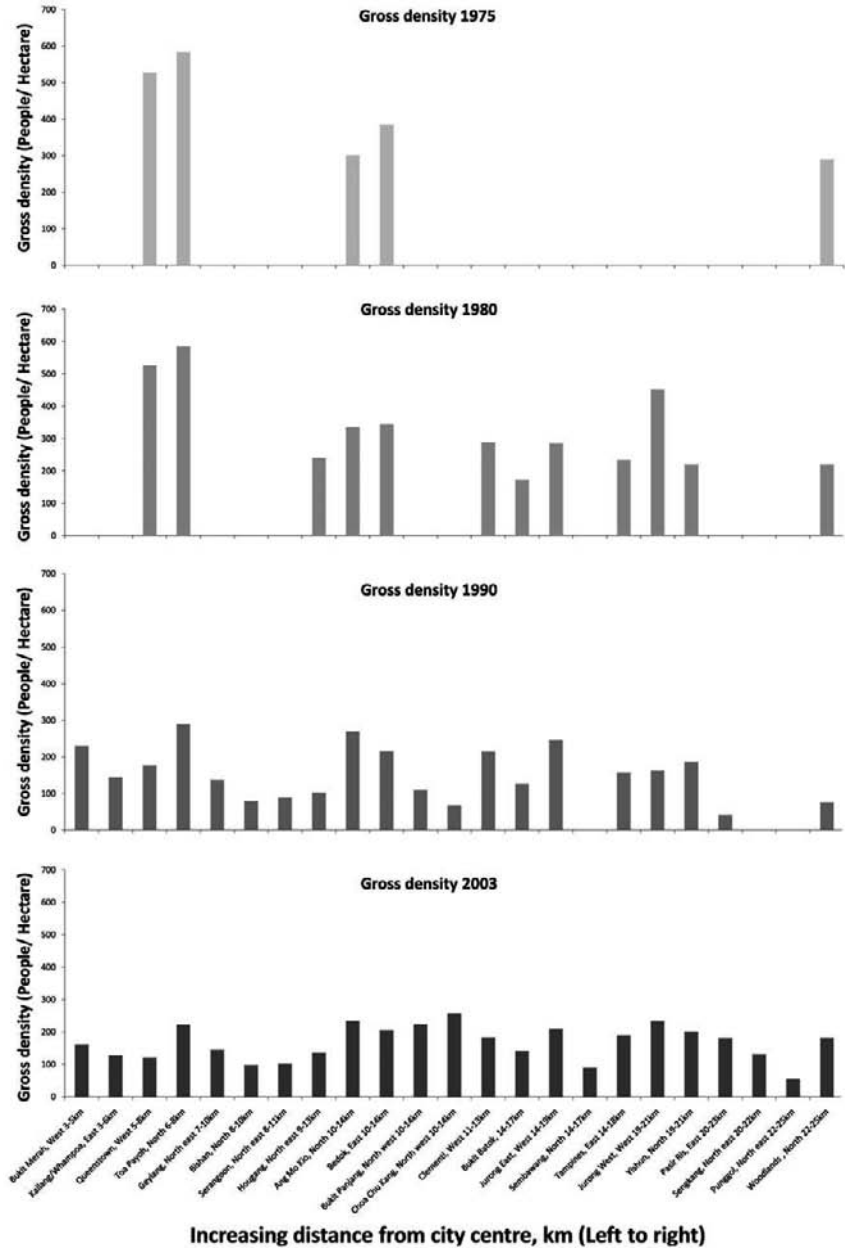 Gross density 1975
Gross density (People/ Hectare)
700
600
500
400
300
200
100
0
Gross density 1980
Gross density (People/ Hectare)
700
600
500
400
300
200
100
0
Gross density 1990
Gross density (People/ Hectare)
700
600
500
400
300
200
100
0
Gross density 2003
Gross density (People/ Hectare)
700
600
500
400
300
200
100
0
Bukit Merah, West 3-5km
Kallang/Whampoa, East 3-6km
Queenstown, West 5-8km
Toa Payoh, North 6-8km
Geylang, North east 7-10km
Bishan, North 8-10km
Serangoon, North east 8-11km
Hougang, North east 9-13km
Ang Mo Kio, North 10-14km
Bedok, East 10-14km
Bukit Panjang, North west 10-14km
Choa Chu Kang, North west 10-14km
Clementi, West 11-13km
Bukit Batok, 14-17km
Jurong East, West 14-18km
Sembawang, North 14-17km
Tampines, East 14-18km
Jurong West, West 18-21km
Yishun, North 18-21km
Pasir Ris, East 20-23km
Sengkang, North east 20-22km
Punggol, North east 22-25km
Woodlands , North 22-25km
Increasing distance from city centre, km (Left to right)